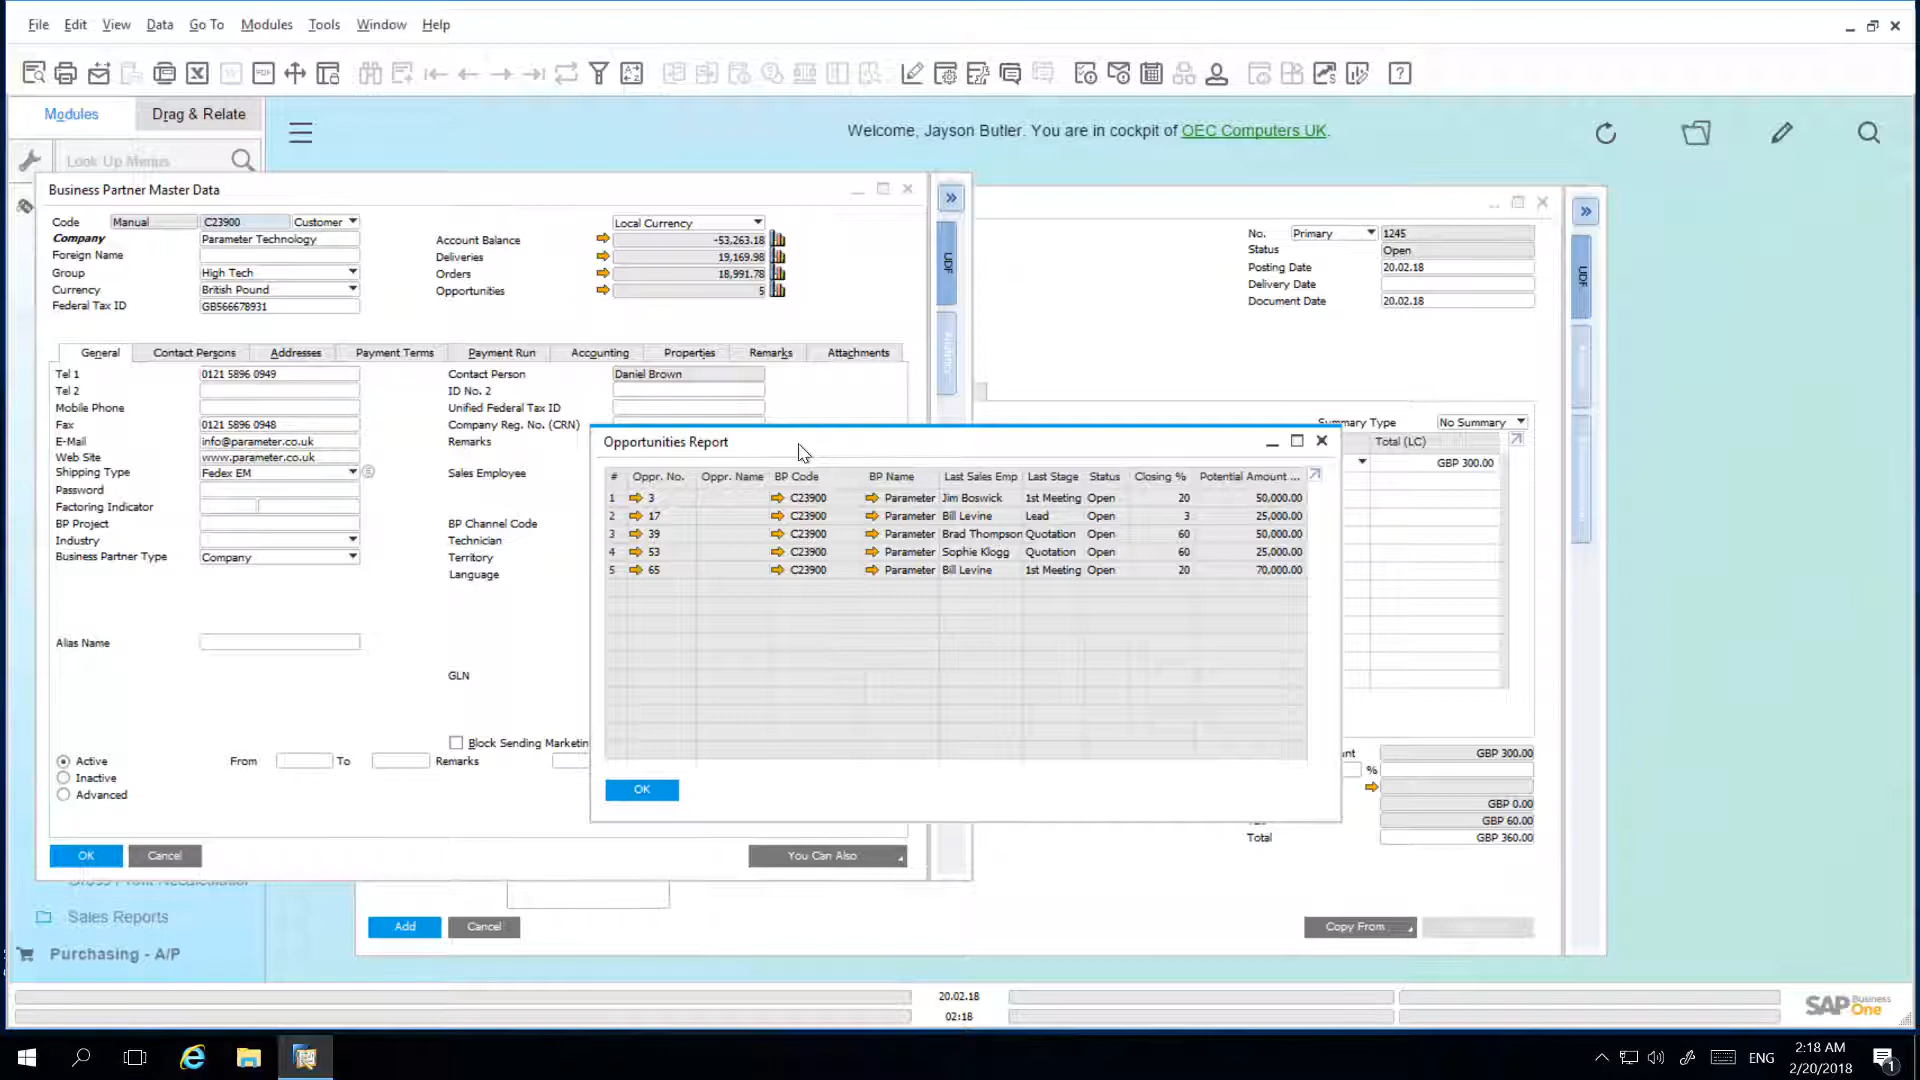 File Edit View Data Go To Modules Tools Window Help
Modules Drag & Relate
Welcome, Jayson Butler. You are in cockpit of OEC Computers UK.
Look Up Menus
Business Partner Master Data
Code Manual C23900 Customer Local Currency
Company Parameter Technology Account Balance -53,263.18
Foreign Name Deliveries 19,169.98
Group High Tech Orders 18,991.78
Currency British Pound Opportunities 5
Federal Tax ID GB566678931
UDF
No. Primary 1245
Status Open
Posting Date 20.02.18
Delivery Date
Document Date 20.02.18
UDF
General Contact Persons Addresses Payment Terms Payment Run Accounting Properties Remarks Attachments
Tel 1 0121 5896 0949 Contact Person Daniel Brown
Tel 2 ID No. 2
Mobile Phone Unified Federal Tax ID
Fax 0121 5896 0948 Company Reg. No. (CRN)
E-Mail info@parameter.co.uk Remarks
Web Site www.parameter.co.uk
Shipping Type Fedex EM Sales Employee
Password
Factoring Indicator
BP Project BP Channel Code
Industry Technician
Business Partner Type Company Territory
Language
Alias Name
GLN
Block Sending Marketin
Active From To Remarks
Inactive
Advanced
OK Cancel You Can Also
Summary Type No Summary
Total (LC)
GBP 300.00
Opportunities Report
# Oppr. No. Oppr. Name BP Code BP Name Last Sales Emp Last Stage Status Closing % Potential Amount ...
1 3 C23900 Parameter Jim Boswick 1st Meeting Open 20 50,000.00
2 17 C23900 Parameter Bill Levine Lead Open 3 25,000.00
3 39 C23900 Parameter Brad Thompson Quotation Open 60 50,000.00
4 53 C23900 Parameter Sophie Klogg Quotation Open 60 25,000.00
5 65 C23900 Parameter Bill Levine 1st Meeting Open 20 70,000.00
OK
GBP 300.00
%
GBP 0.00
GBP 60.00
Total GBP 360.00
Sales Reports
Purchasing - A/P
Add Cancel Copy From
20.02.18
02:18
SAP Business One
ENG
2:18 AM
2/20/2018
1